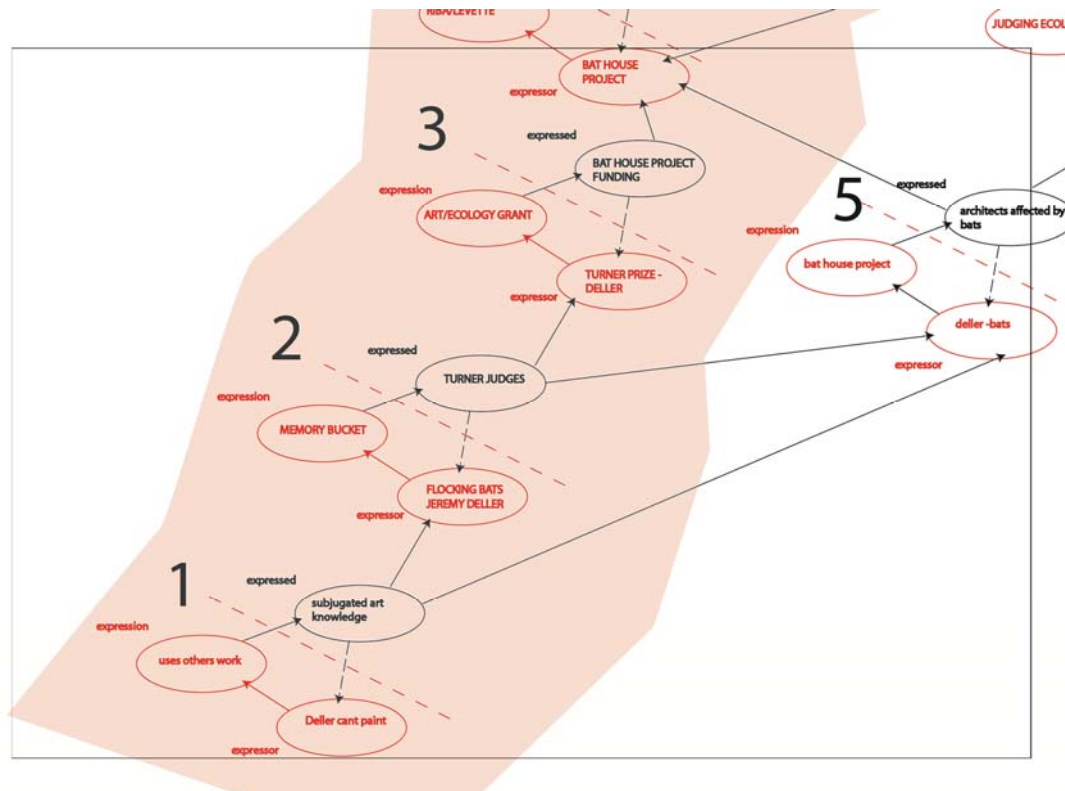 RIBA/LEVETTE
JUDGING ECOL
BAT HOUSE
PROJECT
expressor
3
expressed
BAT HOUSE PROJECT
FUNDING
expression
ART/ECOLOGY GRANT
TURNER PRIZE -
DELLER
expressor
5
expressed
architects affected by
bats
expression
bat house project
deller -bats
expressor
2
expressed
TURNER JUDGES
expression
MEMORY BUCKET
FLOCKING BATS
JEREMY DELLER
expressor
1
expressed
subjugated art
knowledge
expression
uses others work
Deller cant paint
expressor